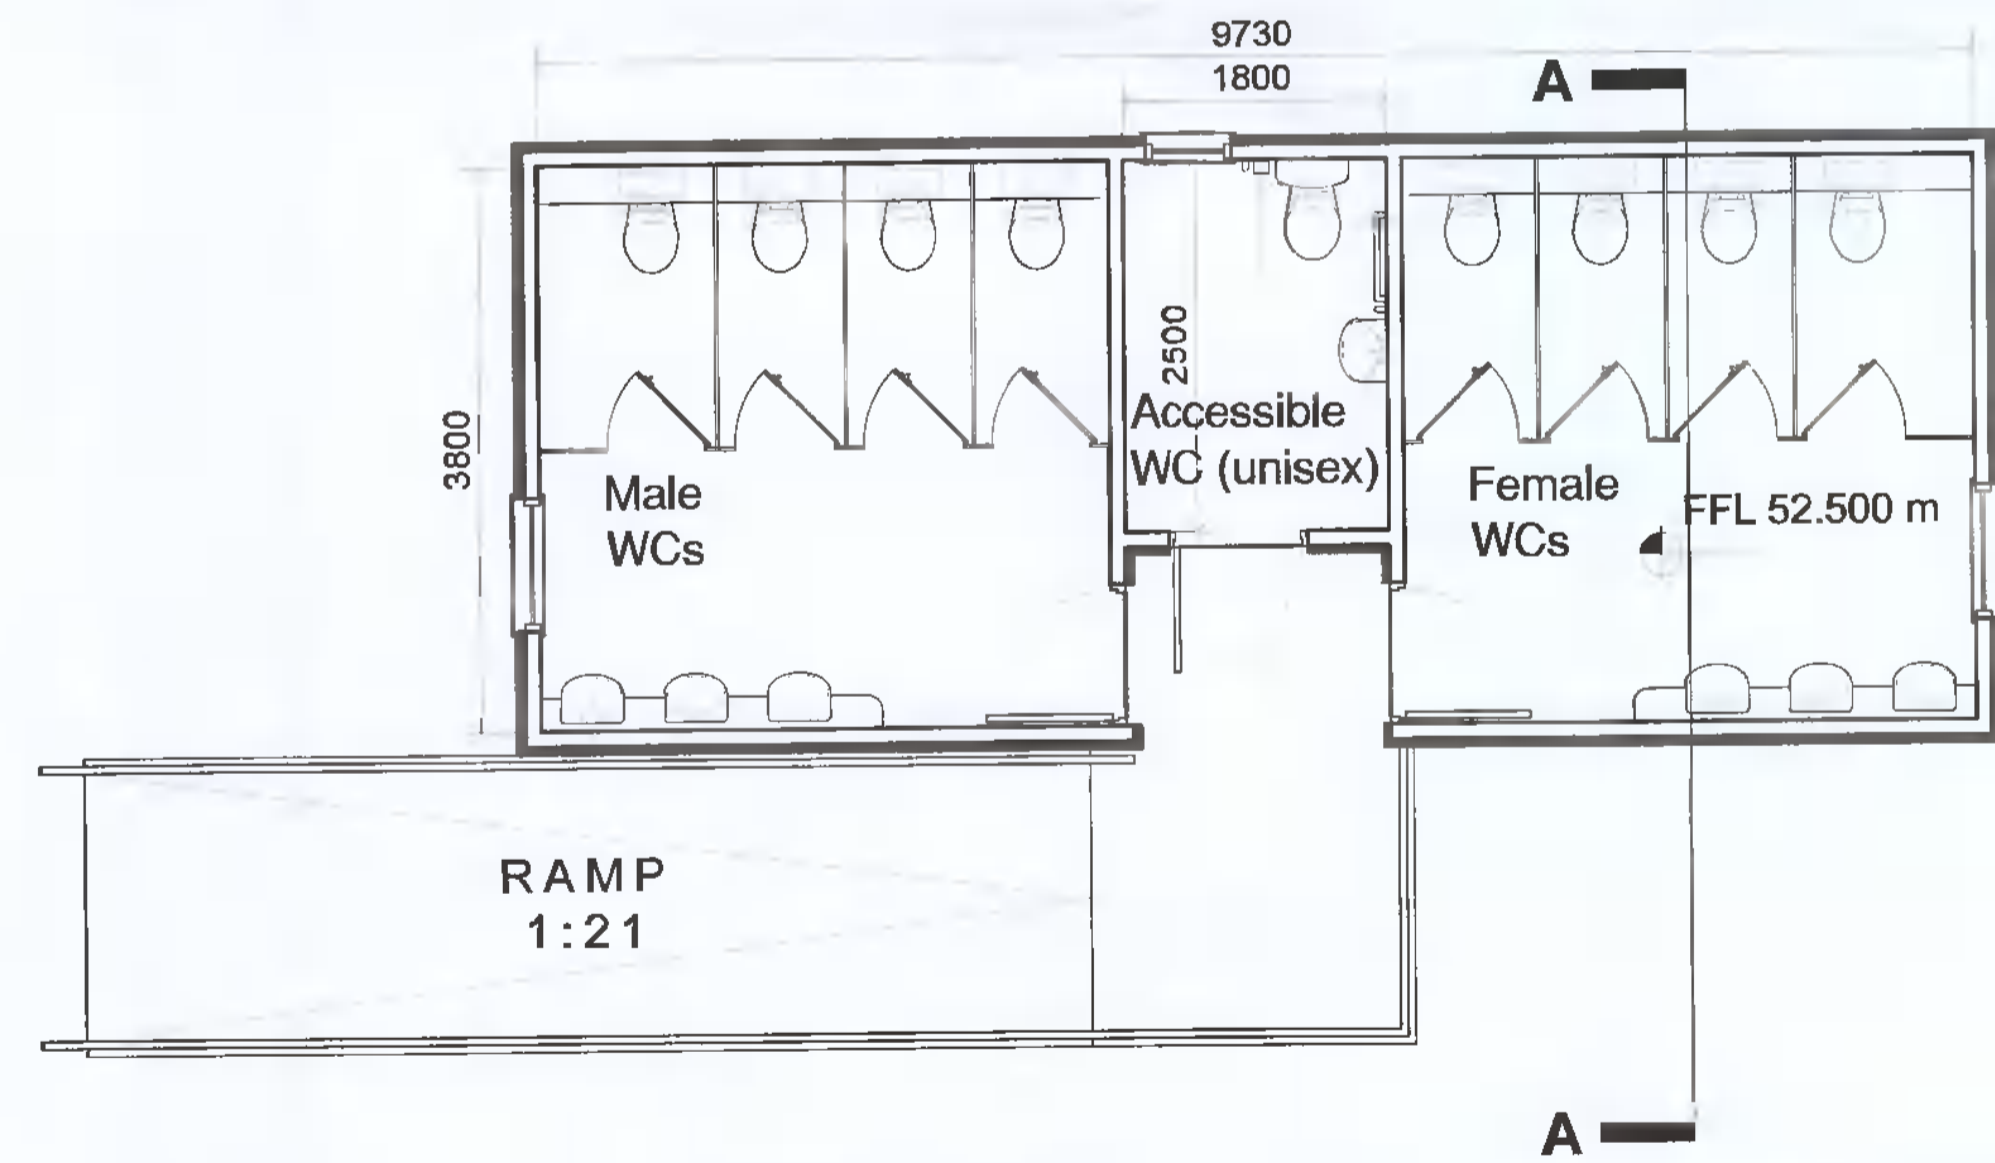 9730
1800
A
3800
2500
Accessible
WC (unisex)
Male
WCs
Female
WCs
FFL 52.500 m
RAMP
1:21
A